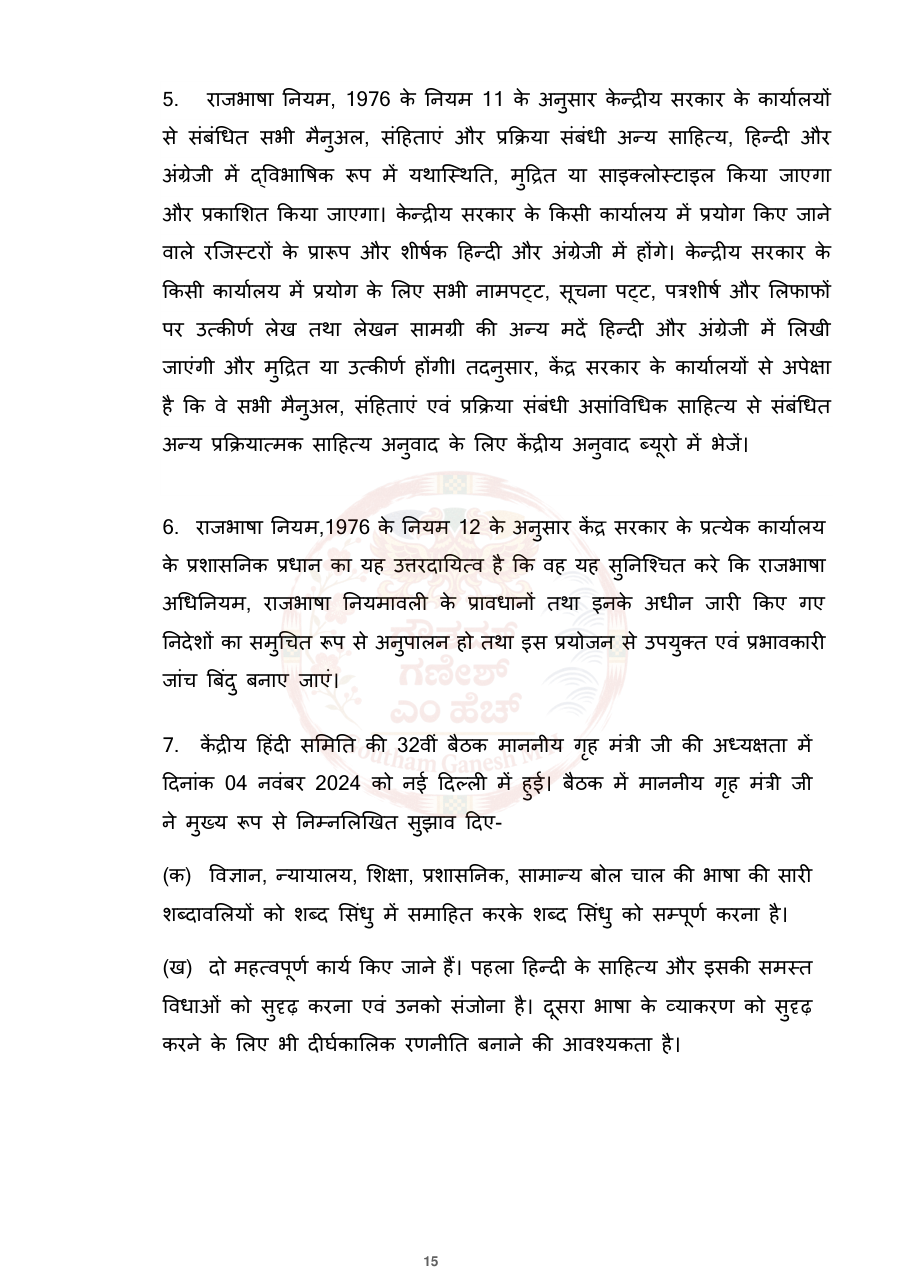 5. राजभाषा नियम, 1976 के नियम 11 के अनुसार केन्द्रीय सरकार के कार्यालयों
से संबंधित सभी मैनुअल, संहिताएं और प्रक्रिया संबंधी अन्य साहित्य, हिन्दी और
अंग्रेजी में द्विभाषिक रूप में यथास्थिति, मुद्रित या साइक्लोस्टाइल किया जाएगा
और प्रकाशित किया जाएगा। केन्द्रीय सरकार के किसी कार्यालय में प्रयोग किए जाने
वाले रजिस्टरों के प्रारूप और शीर्षक हिन्दी और अंग्रेजी में होंगे। केन्द्रीय सरकार के
किसी कार्यालय में प्रयोग के लिए सभी नामपट्ट, सूचना पट्ट, पत्रशीर्ष और लिफाफों
पर उत्कीर्ण लेख तथा लेखन सामग्री की अन्य मदें हिन्दी और अंग्रेजी में लिखी
जाएंगी और मुद्रित या उत्कीर्ण होंगी। तदनुसार, केंद्र सरकार के कार्यालयों से अपेक्षा
है कि वे सभी मैनुअल, संहिताएं एवं प्रक्रिया संबंधी असांविधिक साहित्य से संबंधित
अन्य प्रक्रियात्मक साहित्य अनुवाद के लिए केंद्रीय अनुवाद ब्यूरो में भेजें।
6. राजभाषा नियम,1976 के नियम 12 के अनुसार केंद्र सरकार के प्रत्येक कार्यालय
के प्रशासनिक प्रधान का यह उत्तरदायित्व है कि वह यह सुनिश्चित करे कि राजभाषा
अधिनियम, राजभाषा नियमावली के प्रावधानों तथा इनके अधीन जारी किए गए
निदेशों का समुचित रूप से अनुपालन हो तथा इस प्रयोजन से उपयुक्त एवं प्रभावकारी
जांच बिंदु बनाए जाएं।
ಗೌತಮ್
ಗಣೇಶ್
ಎಂ ಹೆಚ್
7. केंद्रीय हिंदी समिति की 32वीं बैठक माननीय गृह मंत्री जी की अध्यक्षता में
दिनांक 04 नवंबर 2024 को नई दिल्ली में हुई। बैठक में माननीय गृह मंत्री जी
ने मुख्य रूप से निम्नलिखित सुझाव दिए-
(क) विज्ञान, न्यायालय, शिक्षा, प्रशासनिक, सामान्य बोल चाल की भाषा की सारी
शब्दावलियों को शब्द सिंधु में समाहित करके शब्द सिंधु को सम्पूर्ण करना है।
(ख) दो महत्वपूर्ण कार्य किए जाने हैं। पहला हिन्दी के साहित्य और इसकी समस्त
विधाओं को सुदृढ़ करना एवं उनको संजोना है। दूसरा भाषा के व्याकरण को सुदृढ़
करने के लिए भी दीर्घकालिक रणनीति बनाने की आवश्यकता है।
15